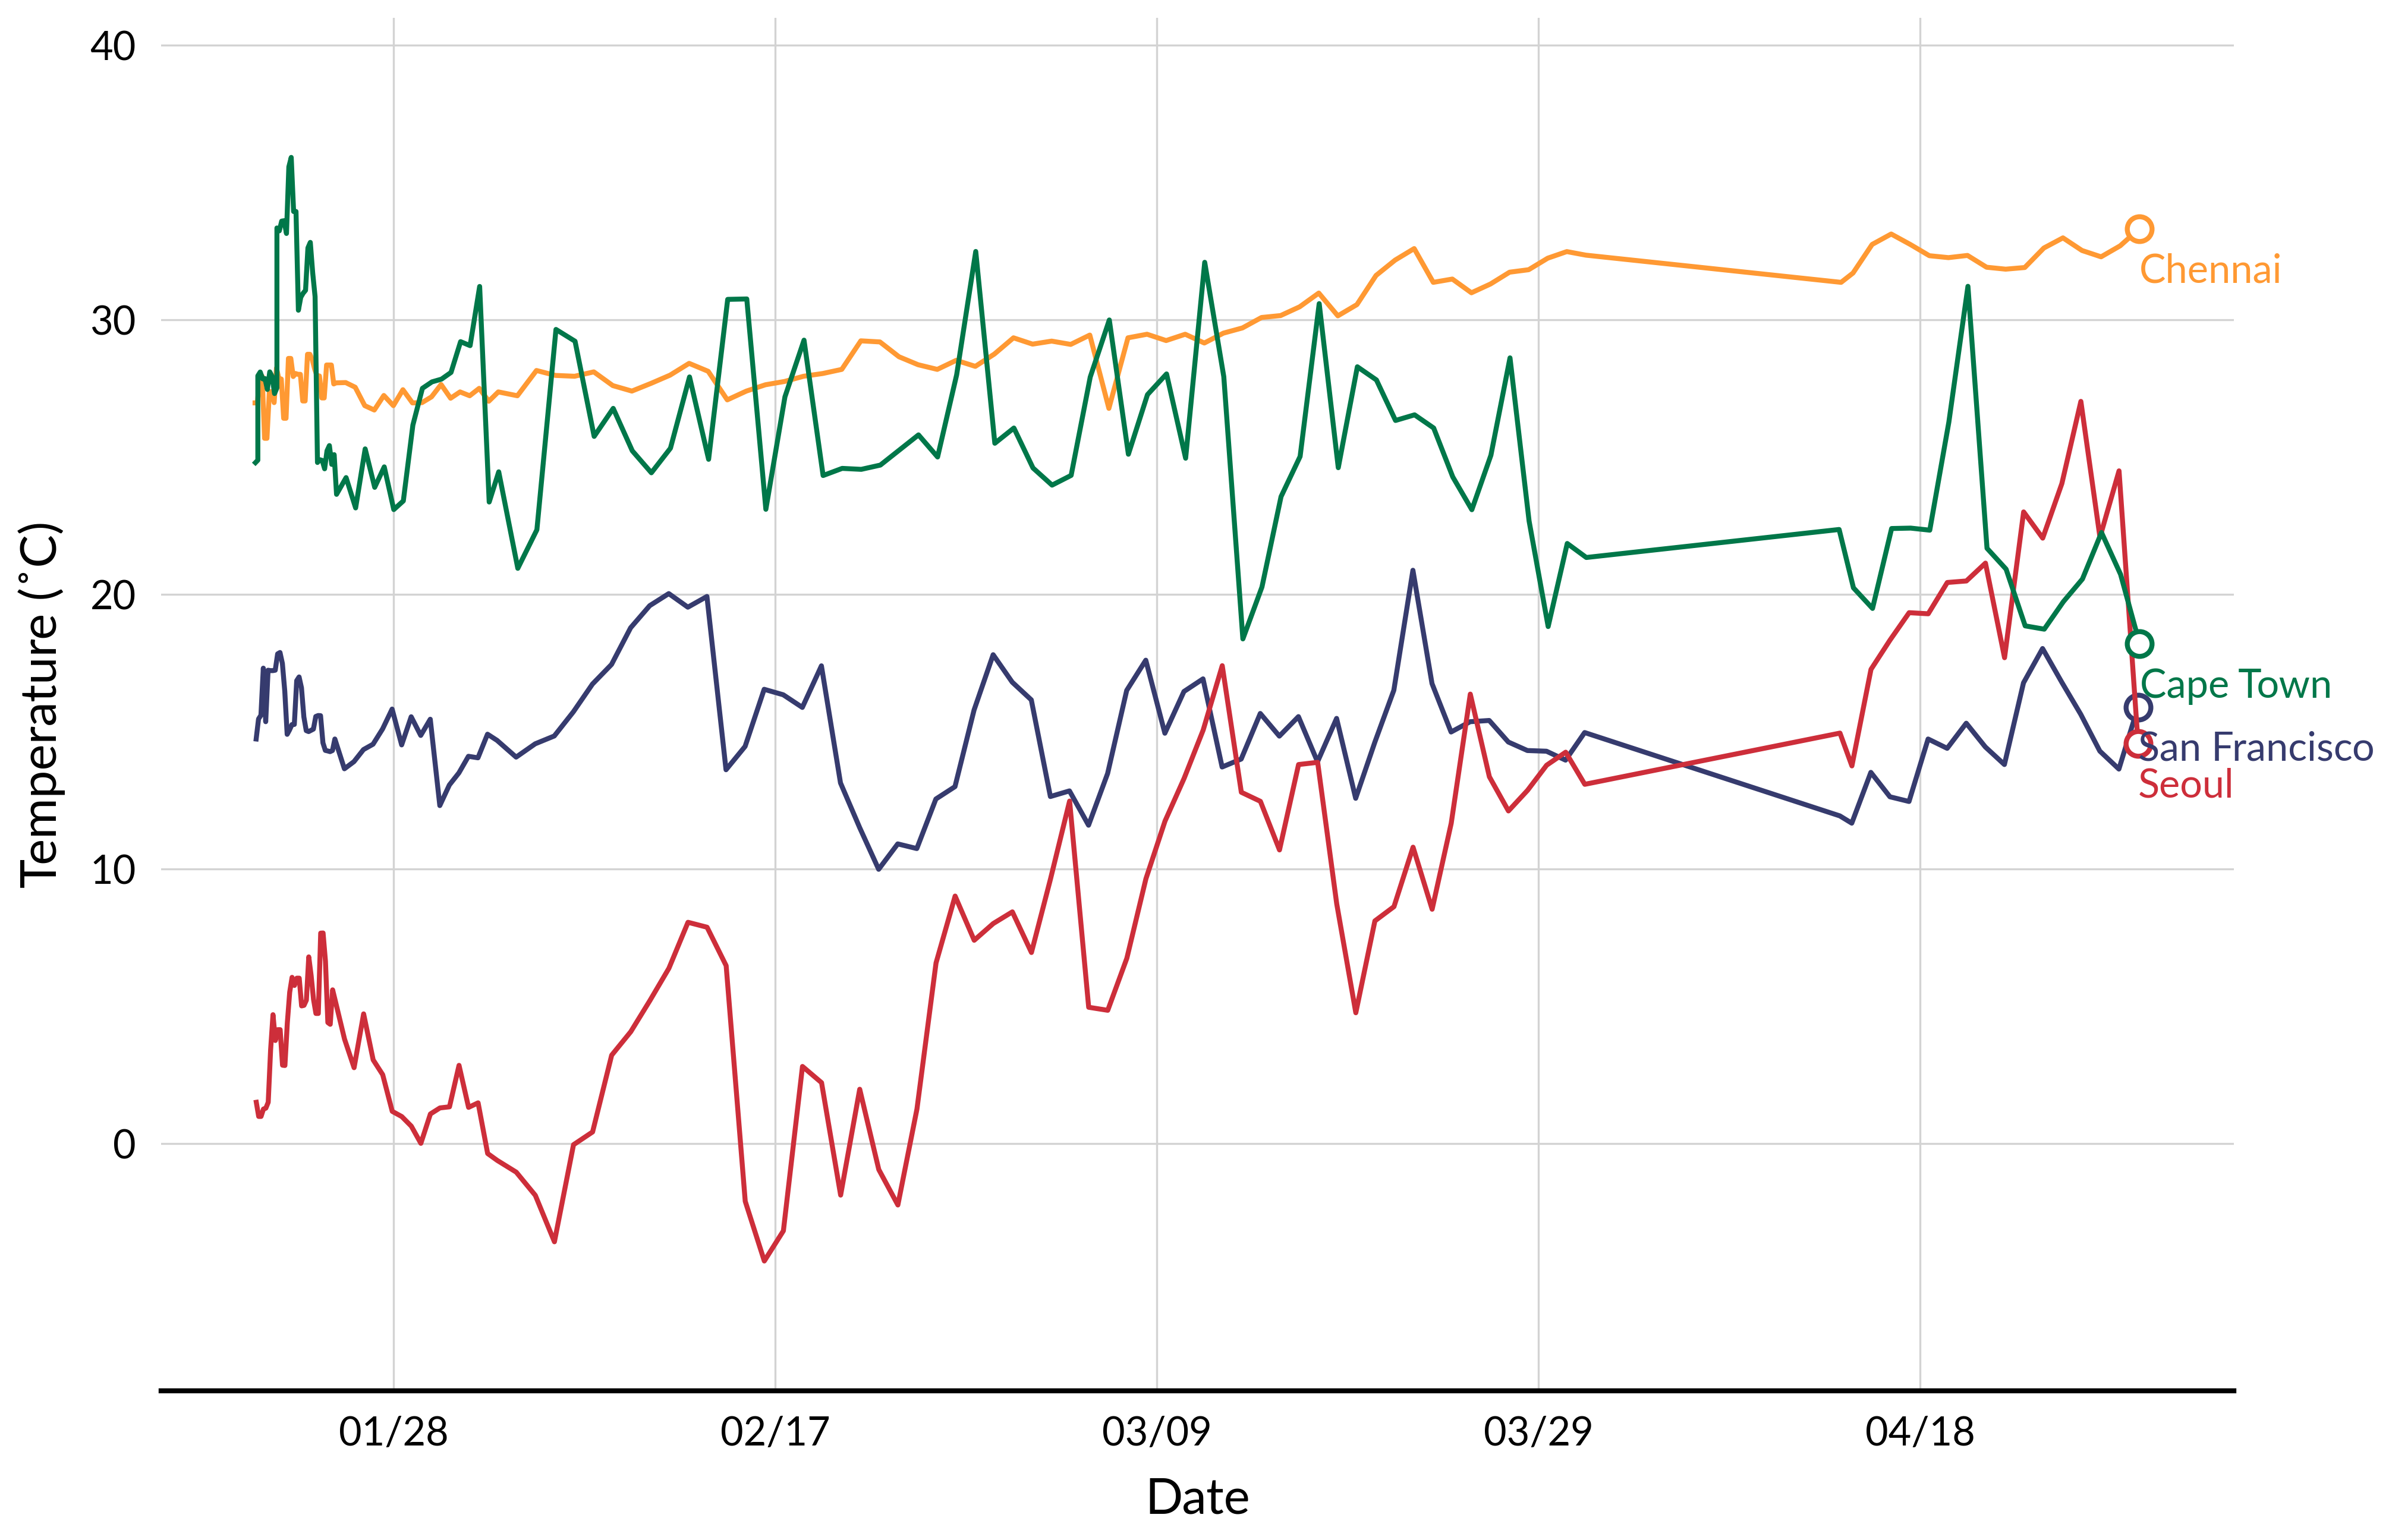 40
30
20
10
0
Temperature (°C)
01/28
02/17
03/09
03/29
04/18
Date
Chennai
Cape Town
San Francisco
Seoul